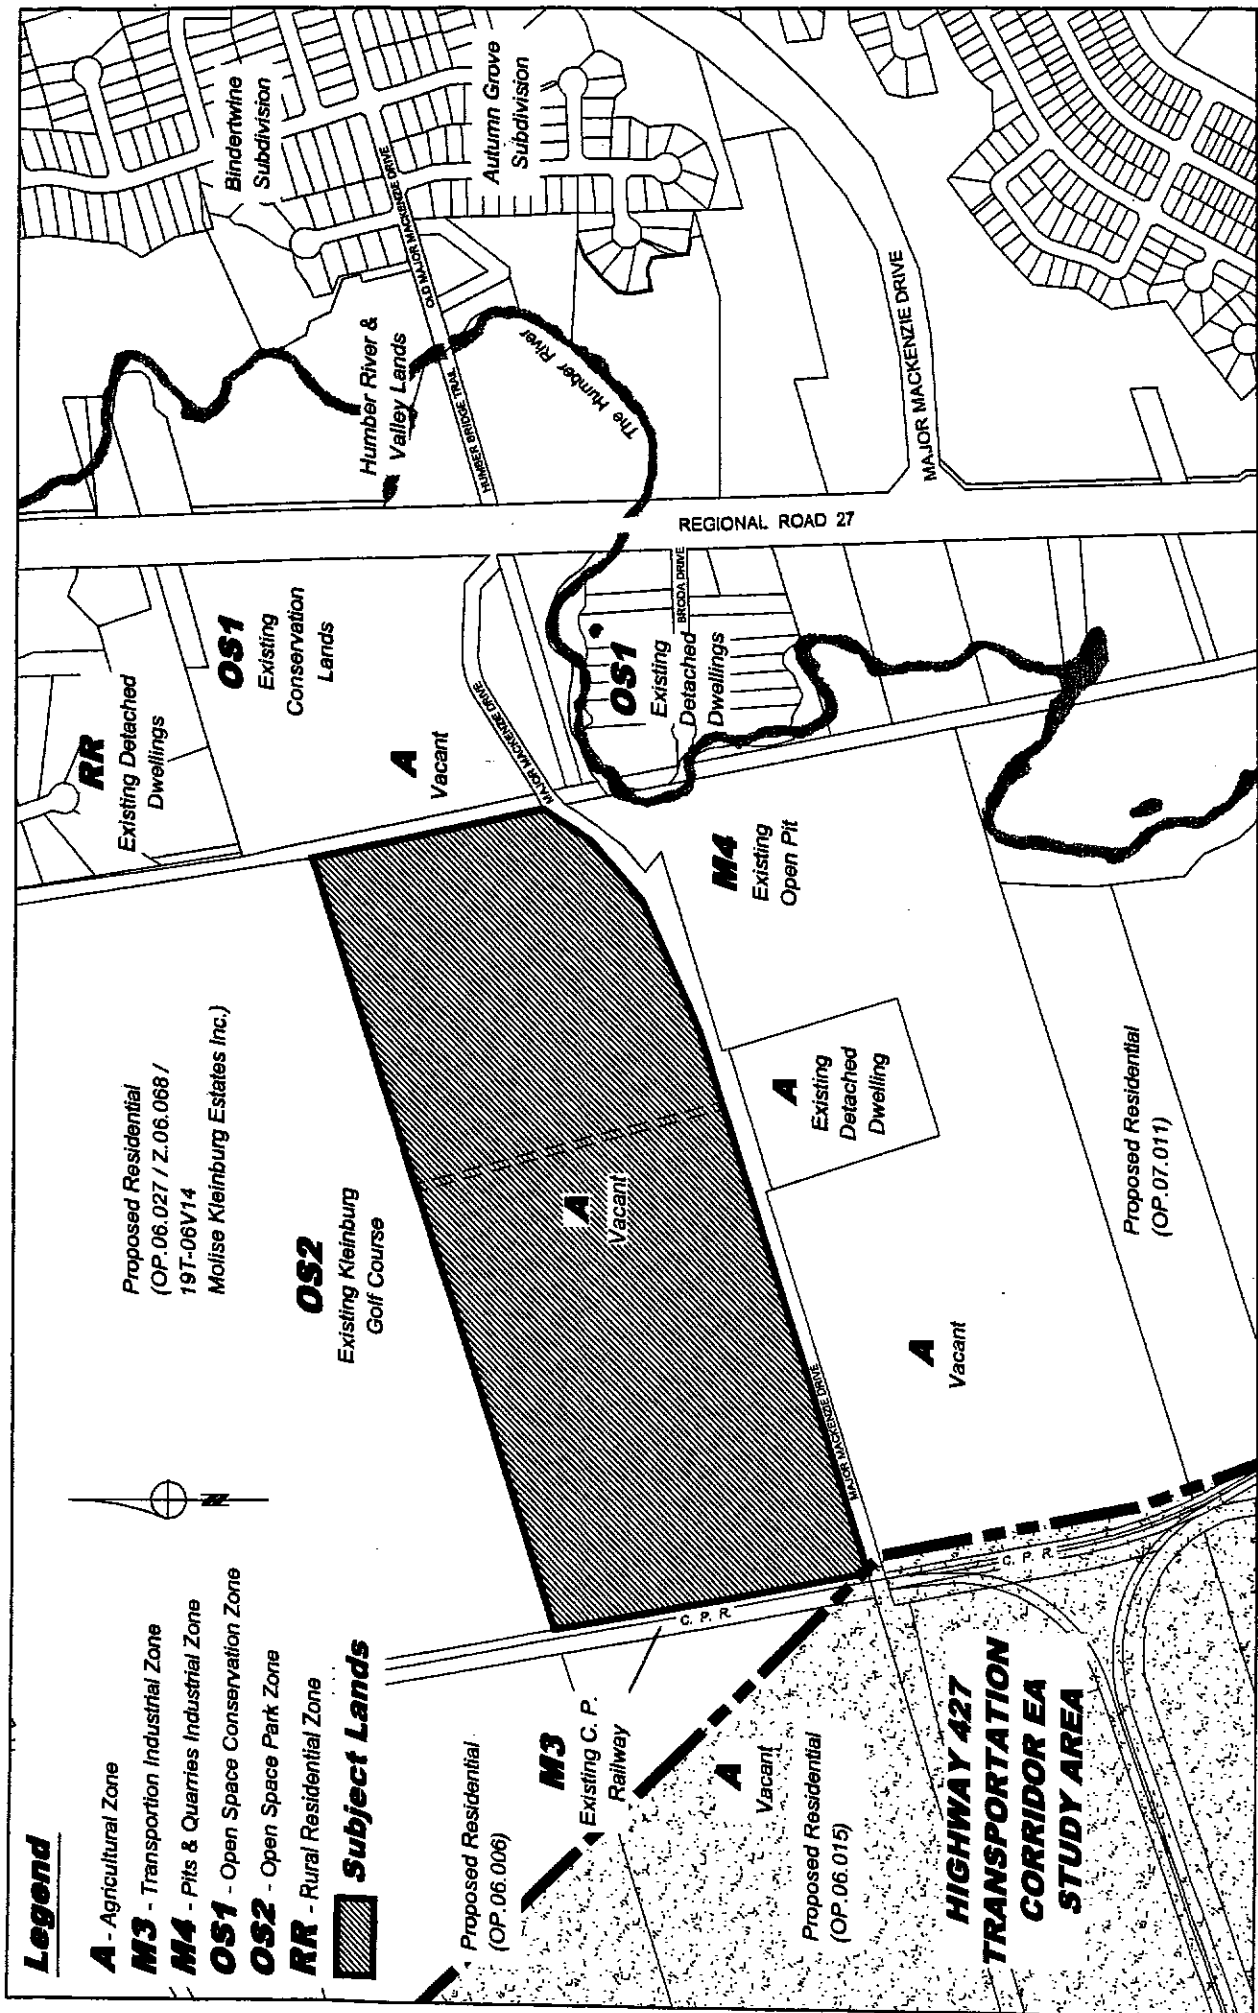 Legend
A - Agricultural Zone
M3 - Transportion Industrial Zone
M4 - Pits & Quarries Industrial Zone
OS1 - Open Space Conservation Zone
OS2 - Open Space Park Zone
RR - Rural Residential Zone
Subject Lands
N
Proposed Residential
(OP.06.027 / Z.06.068 /
19T-06V14
Molise Kleinburg Estates Inc.)
OS2
Existing Kleinburg
Golf Course
RR
Existing Detached
Dwellings
OS1
Existing
Conservation
Lands
A
Vacant
Bindertwine
Subdivision
Humber River &
Valley Lands
OLD MAJOR MACKENZIE DRIVE
HUMBER BRIDGE TRAIL
Autumn Grove
Subdivision
The Humber River
MAJOR MACKENZIE DRIVE
REGIONAL ROAD 27
MAJOR MACKENZIE DRIVE
BRODA DRIVE
OS1
Existing
Detached
Dwellings
A
Vacant
M4
Existing
Open Pit
A
Existing
Detached
Dwelling
MAJOR MACKENZIE DRIVE
A
Vacant
Proposed Residential
(OP.07.011)
Proposed Residential
(OP.06.006)
M3
Existing C. P.
Railway
C. P. R.
C. P. R.
A
Vacant
Proposed Residential
(OP.06.015)
HIGHWAY 427
TRANSPORTATION
CORRIDOR EA
STUDY AREA